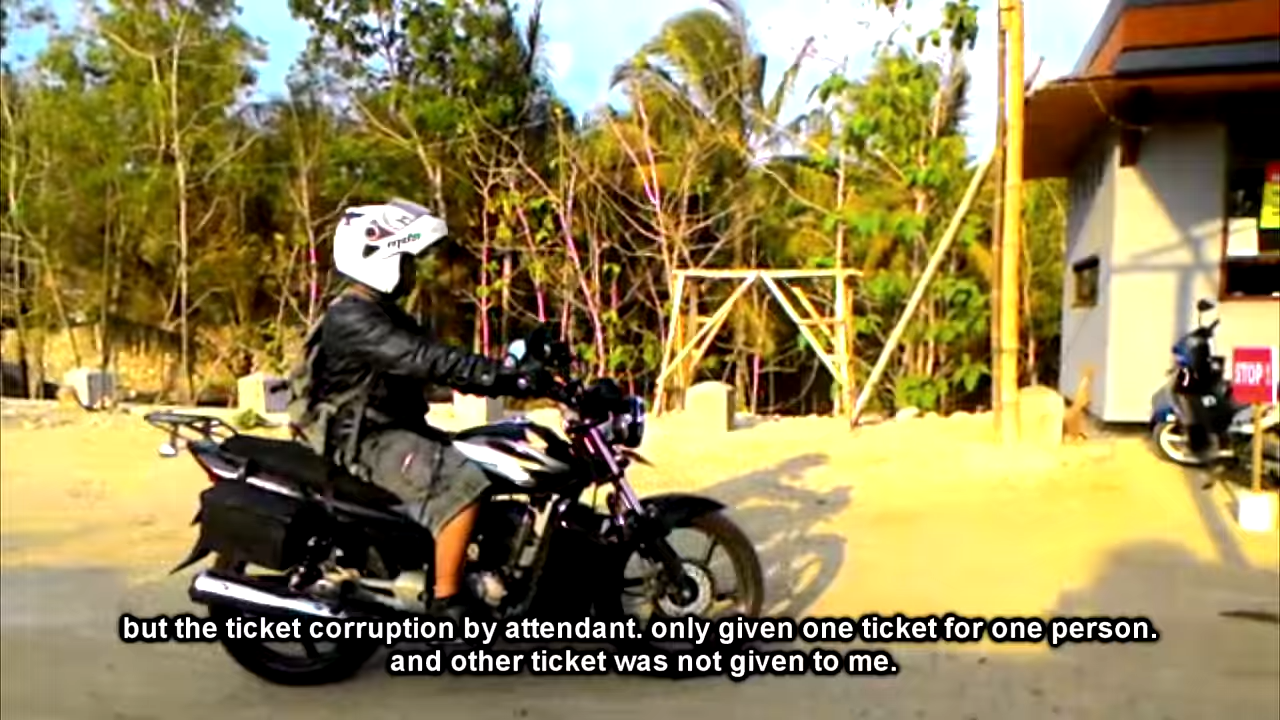 STOP
but the ticket corruption by attendant. only given one ticket for one person.
and other ticket was not given to me.